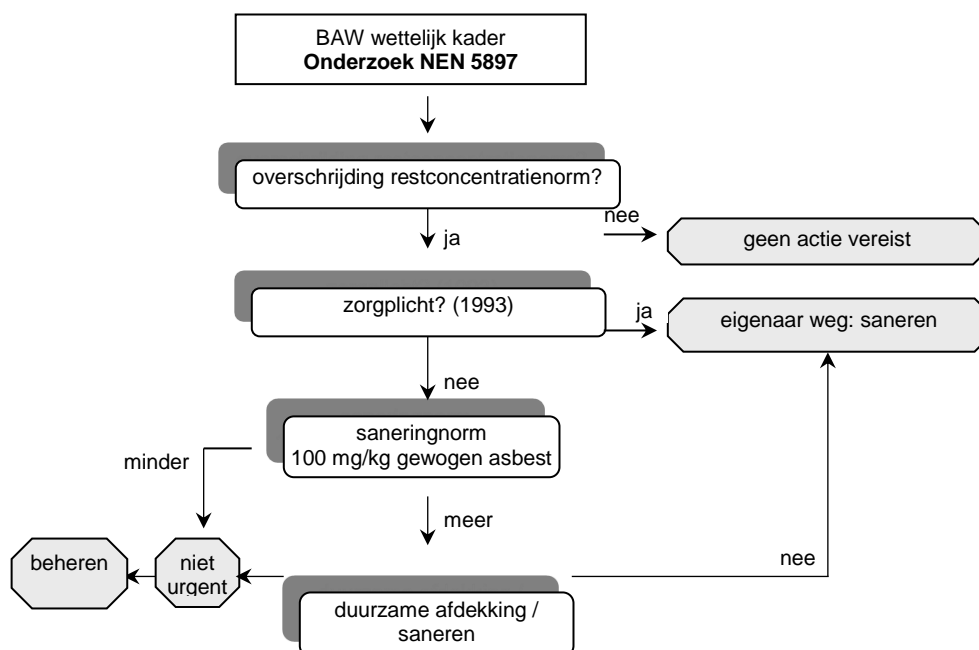 BAW wettelijk kader
Onderzoek NEN 5897
overschrijding restconcentratienorm?
nee
ja
geen actie vereist
zorgplicht? (1993)
ja
eigenaar weg: saneren
nee
saneringnorm
100 mg/kg gewogen asbest
minder
meer
nee
beheren
niet
urgent
duurzame afdekking /
saneren